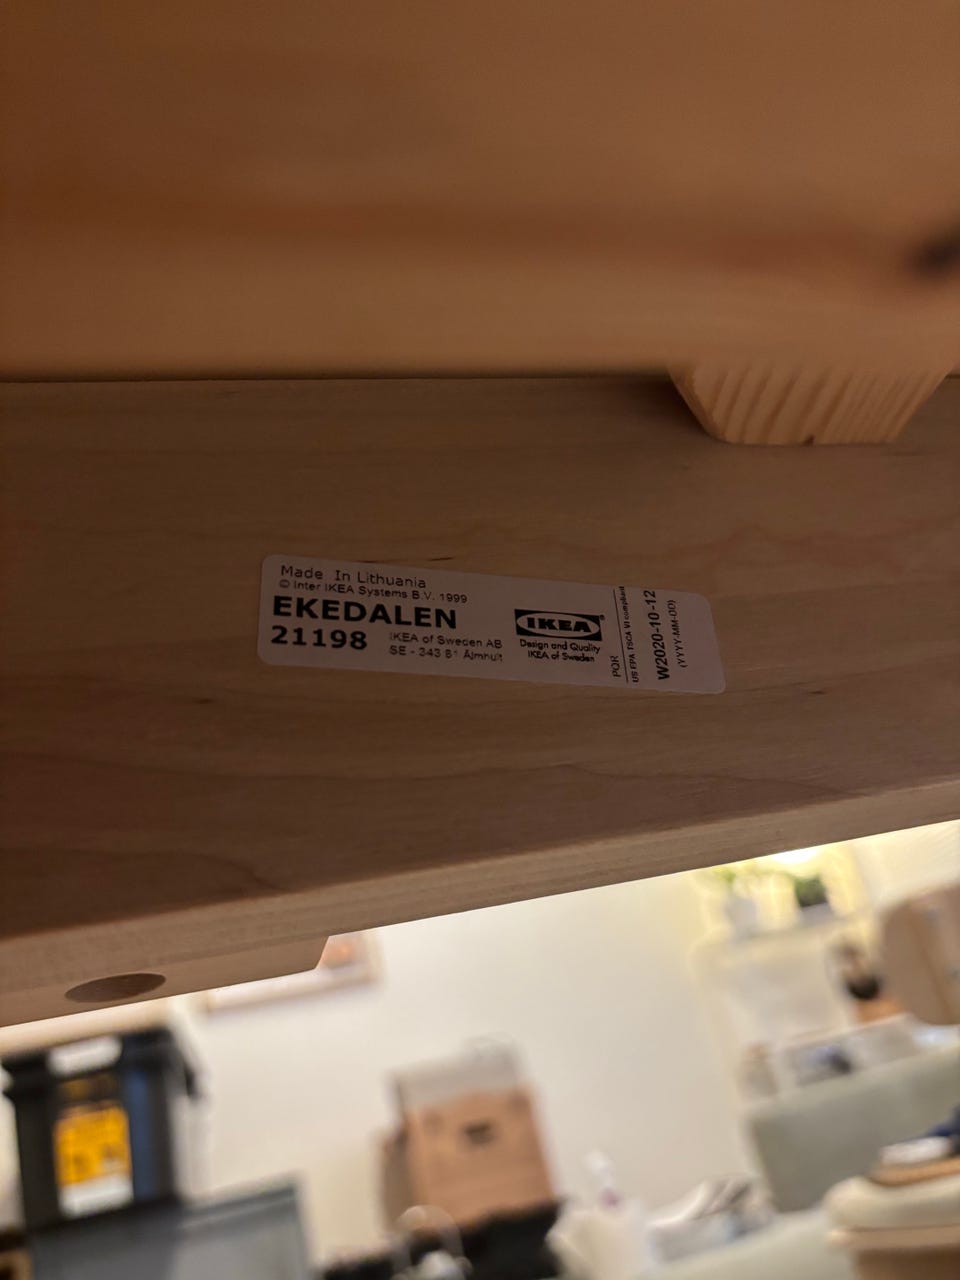 Made In Lithuania
© Inter IKEA Systems B.V. 1999
EKEDALEN
21198
IKEA of Sweden AB
SE - 343 81 Älmhult
IKEA
Design and Quality
IKEA of Sweden
PQR
US EPA TSCA VI compliant
W2020-10-12
(YYYY-MM-DD)